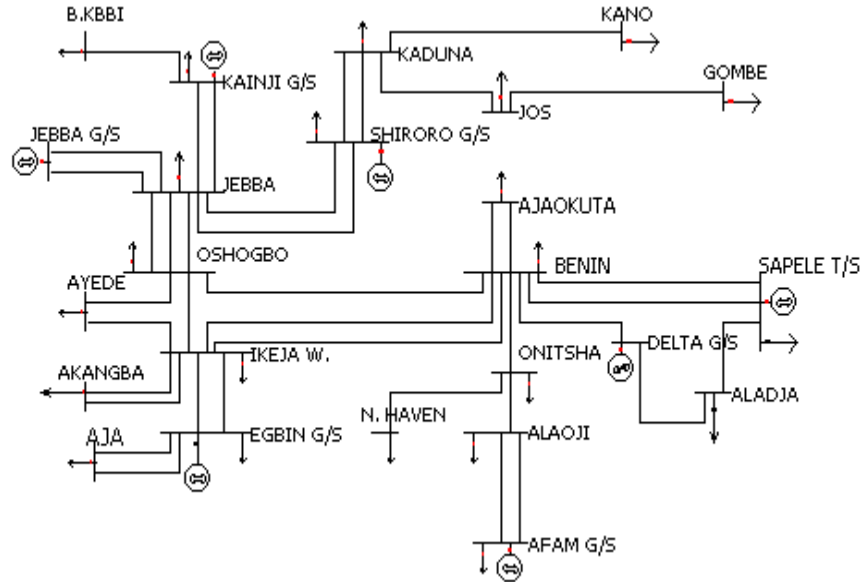 B.KBBI
KANO
KADUNA
GOMBE
KAINJI G/S
JOS
JEBBA G/S
SHIRORO G/S
JEBBA
AJAOKUTA
OSHOGBO
BENIN
SAPELE T/S
AYEDE
IKEJA W.
ONITSHA
DELTA G/S
AKANGBA
ALADJA
N. HAVEN
AJA
EGBIN G/S
ALAOJI
AFAM G/S